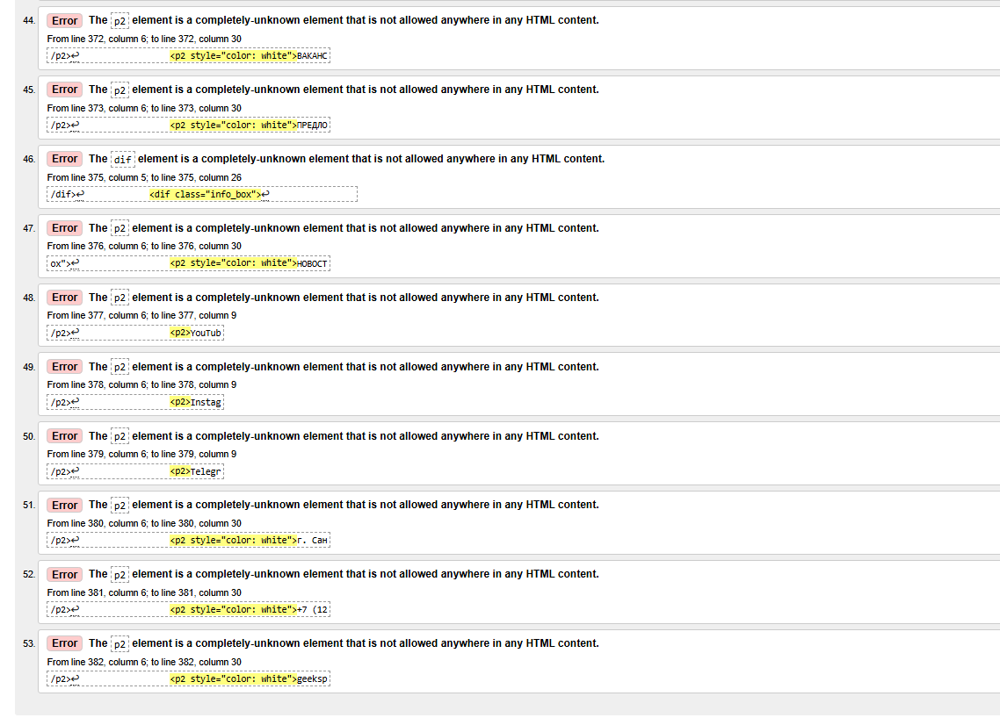 44. Error The p2 element is a completely-unknown element that is not allowed anywhere in any HTML content.
From line 372, column 6; to line 372, column 30
/p2>↩ <p2 style="color: white">ВАКАНС
45. Error The p2 element is a completely-unknown element that is not allowed anywhere in any HTML content.
From line 373, column 6; to line 373, column 30
/p2>↩ <p2 style="color: white">ПРЕДЛО
46. Error The dif element is a completely-unknown element that is not allowed anywhere in any HTML content.
From line 375, column 5; to line 375, column 26
/dif>↩ <dif class="info_box">↩
47. Error The p2 element is a completely-unknown element that is not allowed anywhere in any HTML content.
From line 376, column 6; to line 376, column 30
ox">↩ <p2 style="color: white">НОВОСТ
48. Error The p2 element is a completely-unknown element that is not allowed anywhere in any HTML content.
From line 377, column 6; to line 377, column 9
/p2>↩ <p2>YouTub
49. Error The p2 element is a completely-unknown element that is not allowed anywhere in any HTML content.
From line 378, column 6; to line 378, column 9
/p2>↩ <p2>Instag
50. Error The p2 element is a completely-unknown element that is not allowed anywhere in any HTML content.
From line 379, column 6; to line 379, column 9
/p2>↩ <p2>Telegr
51. Error The p2 element is a completely-unknown element that is not allowed anywhere in any HTML content.
From line 380, column 6; to line 380, column 30
/p2>↩ <p2 style="color: white">г. Сан
52. Error The p2 element is a completely-unknown element that is not allowed anywhere in any HTML content.
From line 381, column 6; to line 381, column 30
/p2>↩ <p2 style="color: white">+7 (12
53. Error The p2 element is a completely-unknown element that is not allowed anywhere in any HTML content.
From line 382, column 6; to line 382, column 30
/p2>↩ <p2 style="color: white">geeksp